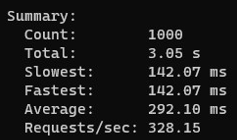 Summary:
Count: 1000
Total: 3.05 s
Slowest: 142.07 ms
Fastest: 142.07 ms
Average: 292.10 ms
Requests/sec: 328.15